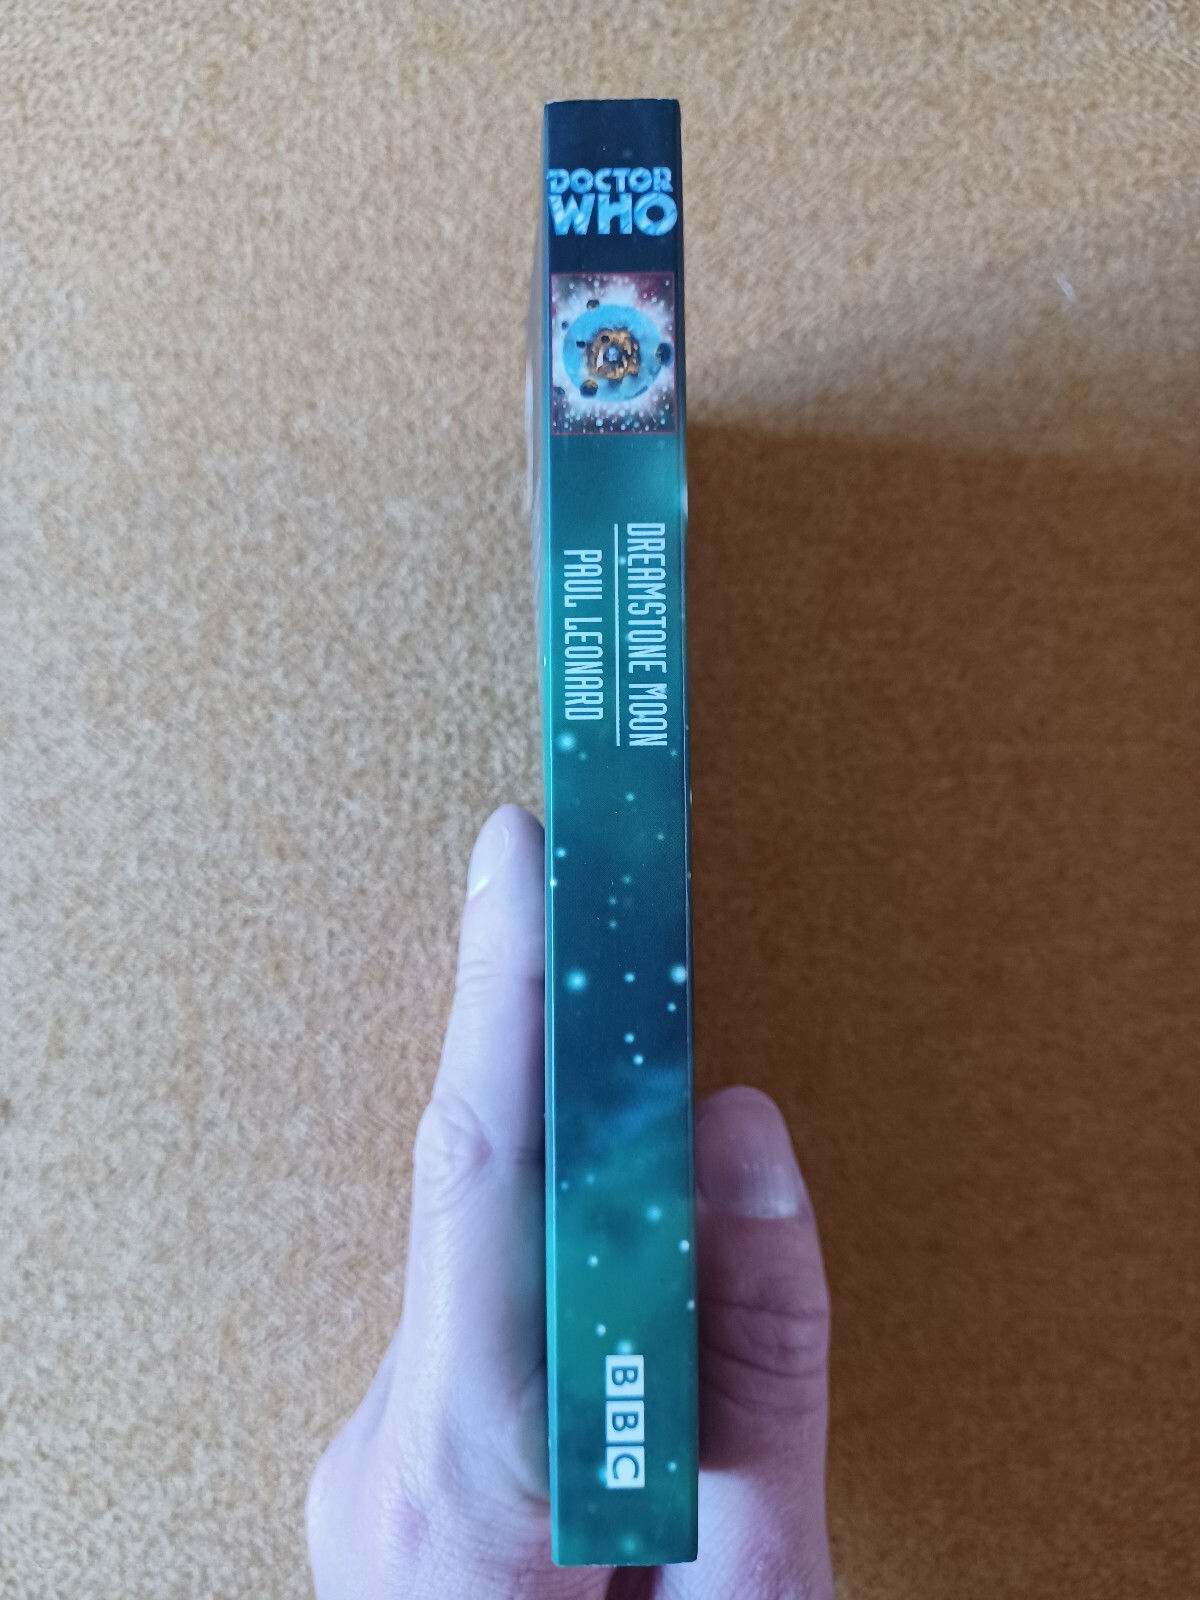 DOCTOR
WHO
DREAMSTONE MOON
PAUL LEONARD
BBC